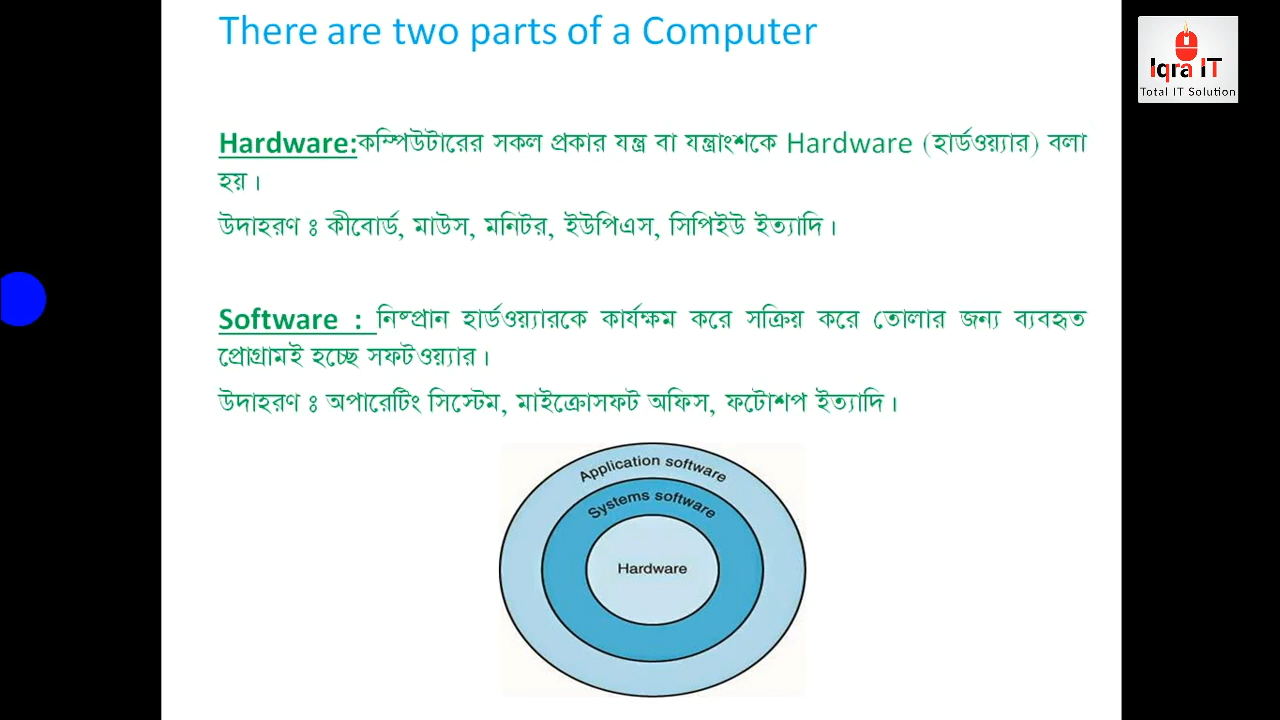 There are two parts of a Computer
Iqra IT
Total IT Solution
Hardware:কম্পিউটারের সকল প্রকার যন্ত্র বা যন্ত্রাংশকে Hardware (হার্ডওয়্যার) বলা
হয়।
উদাহরণ ঃ কীবোর্ড, মাউস, মনিটর, ইউপিএস, সিপিইউ ইত্যাদি।
Software : নিষ্প্রান হার্ডওয়্যারকে কার্যক্ষম করে সক্রিয় করে তোলার জন্য ব্যবহৃত
প্রোগ্রামই হচ্ছে সফটওয়্যার।
উদাহরণ ঃ অপারেটিং সিস্টেম, মাইক্রোসফট অফিস, ফটোশপ ইত্যাদি।
Application software
Systems software
Hardware